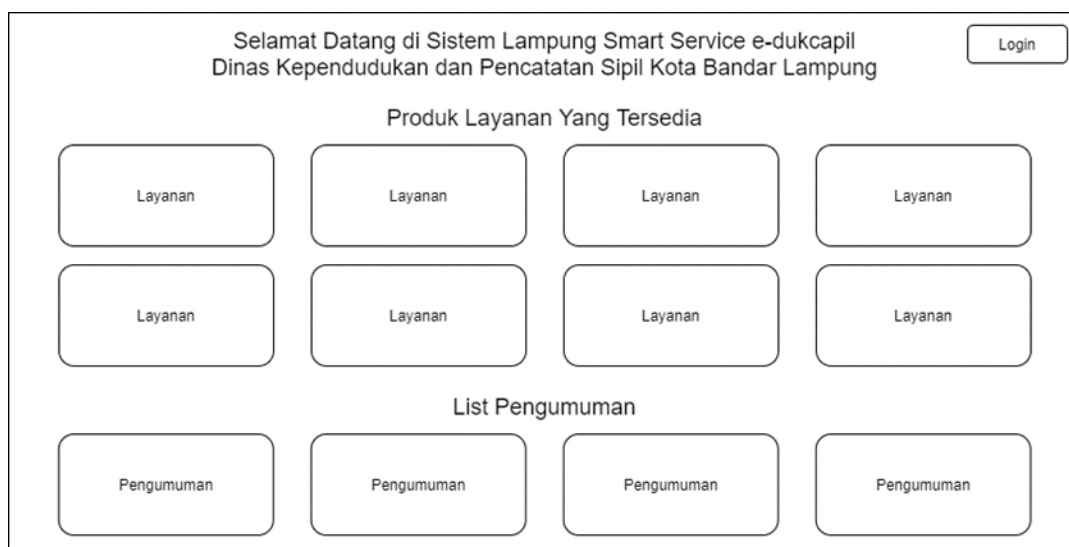 Selamat Datang di Sistem Lampung Smart Service e-dukcapil
Dinas Kependudukan dan Pencatatan Sipil Kota Bandar Lampung
Login
Produk Layanan Yang Tersedia
Layanan
Layanan
Layanan
Layanan
Layanan
Layanan
Layanan
Layanan
List Pengumuman
Pengumuman
Pengumuman
Pengumuman
Pengumuman